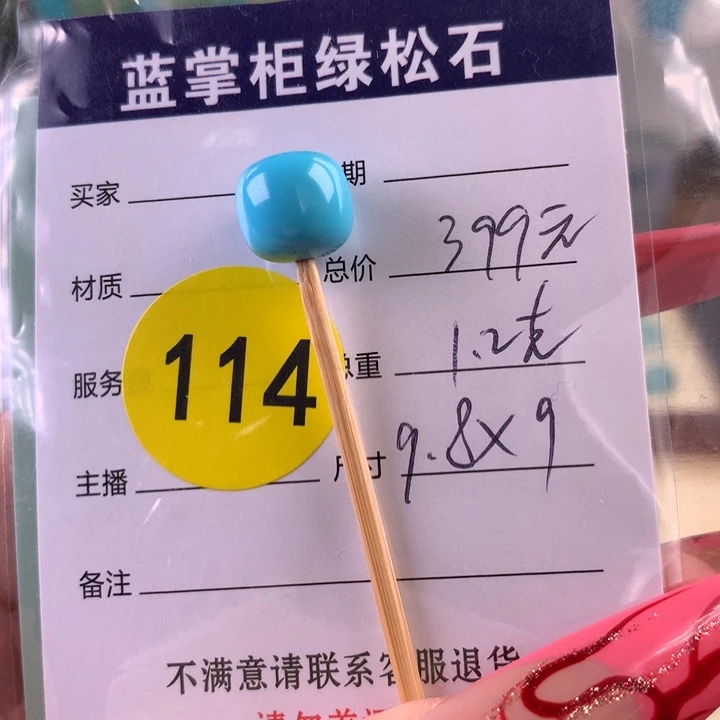 蓝掌柜绿松石
买家 期
材质 总价 399元
服务 114 总重 1.2克
主播 尺寸 9.8×9
备注
不满意请联系客服退货